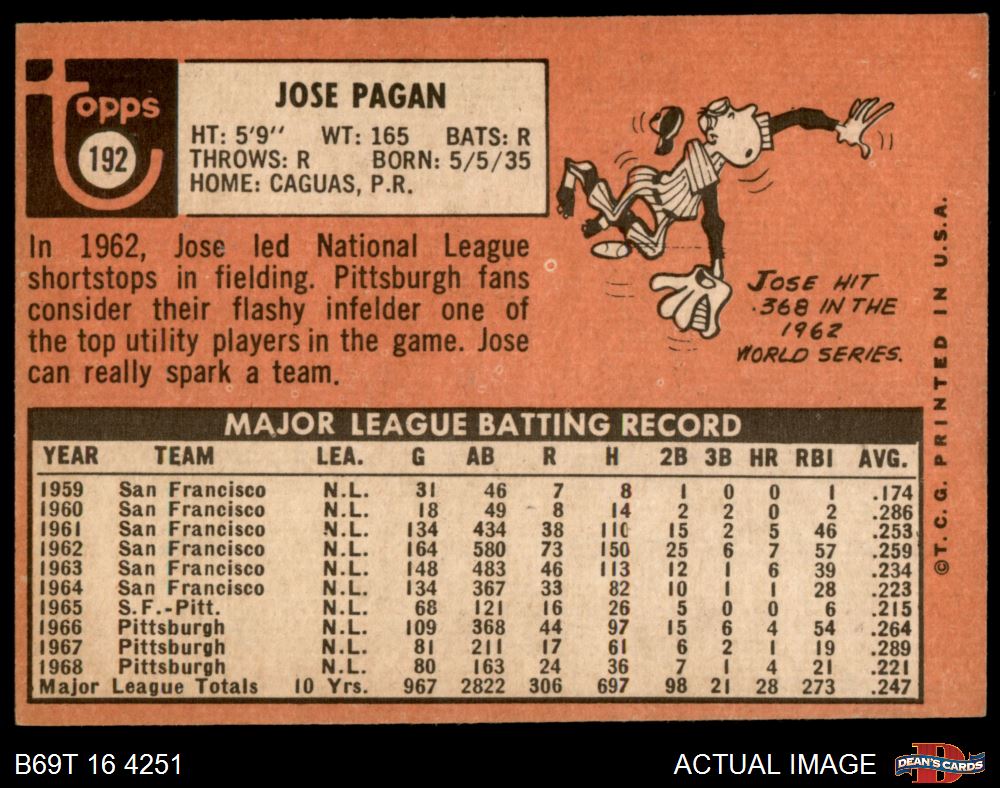 Topps
192
JOSE PAGAN
HT: 5'9" WT: 165 BATS: R
THROWS: R BORN: 5/5/35
HOME: CAGUAS, P.R.
In 1962, Jose led National League
shortstops in fielding. Pittsburgh fans
consider their flashy infelder one of
the top utility players in the game. Jose
can really spark a team.
JOSE HIT
.368 IN THE
1962
WORLD SERIES.
©T. C. G. PRINTED IN U.S.A.
MAJOR LEAGUE BATTING RECORD
YEAR TEAM LEA. G AB R H 2B 3B HR RBI AVG.
1959 San Francisco N.L. 31 46 7 8 1 0 0 1 .174
1960 San Francisco N.L. 18 49 8 14 2 2 0 2 .286
1961 San Francisco N.L. 134 434 38 110 15 2 5 46 .253
1962 San Francisco N.L. 164 580 73 150 25 6 7 57 .259
1963 San Francisco N.L. 148 483 46 113 12 1 6 39 .234
1964 San Francisco N.L. 134 367 33 82 10 1 1 28 .223
1965 S.F.-Pitt. N.L. 68 121 16 26 5 0 0 6 .215
1966 Pittsburgh N.L. 109 368 44 97 15 6 4 54 .264
1967 Pittsburgh N.L. 81 211 17 61 6 2 1 19 .289
1968 Pittsburgh N.L. 80 163 24 36 7 1 4 21 .221
Major League Totals 10 Yrs. 967 2822 306 697 98 21 28 273 .247
B69T 16 4251
ACTUAL IMAGE
D
DEAN'S CARDS